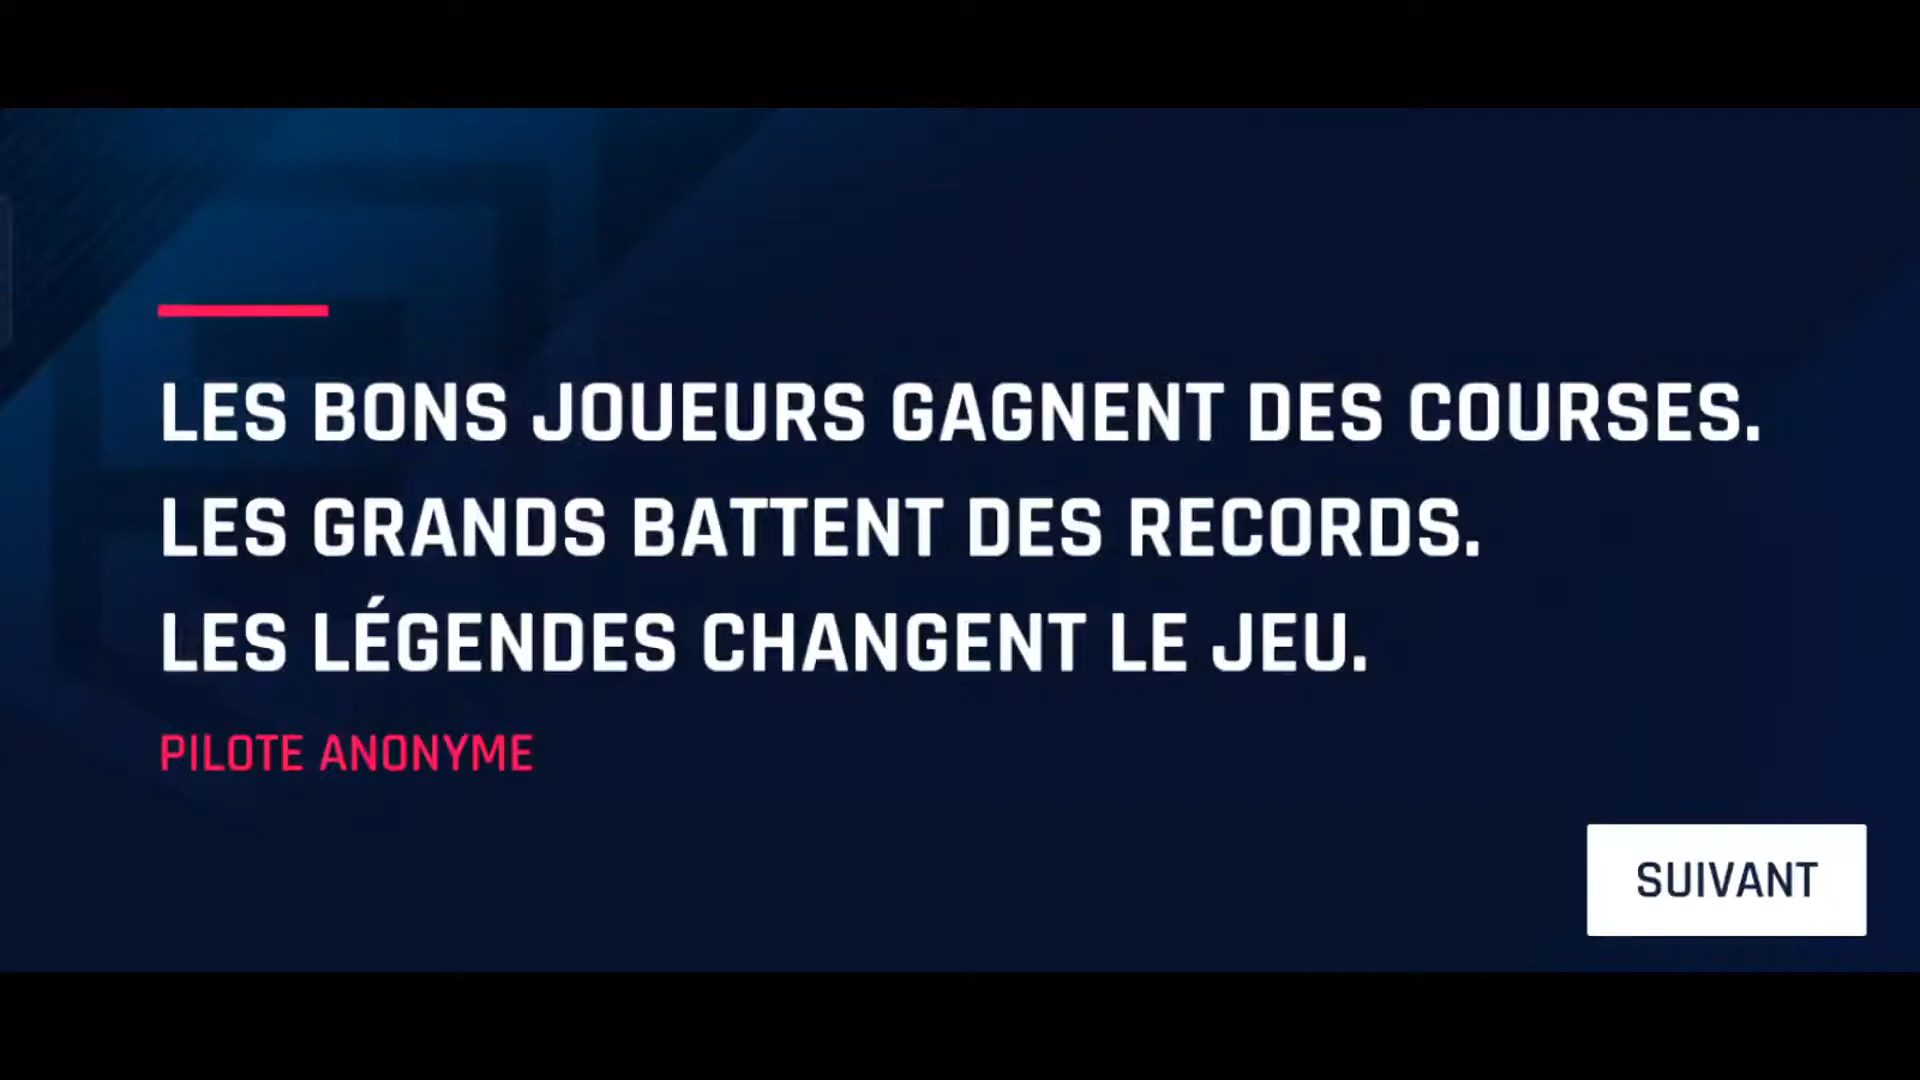 LES BONS JOUEURS GAGNENT DES COURSES.
LES GRANDS BATTENT DES RECORDS.
LES LÉGENDES CHANGENT LE JEU.
PILOTE ANONYME
SUIVANT